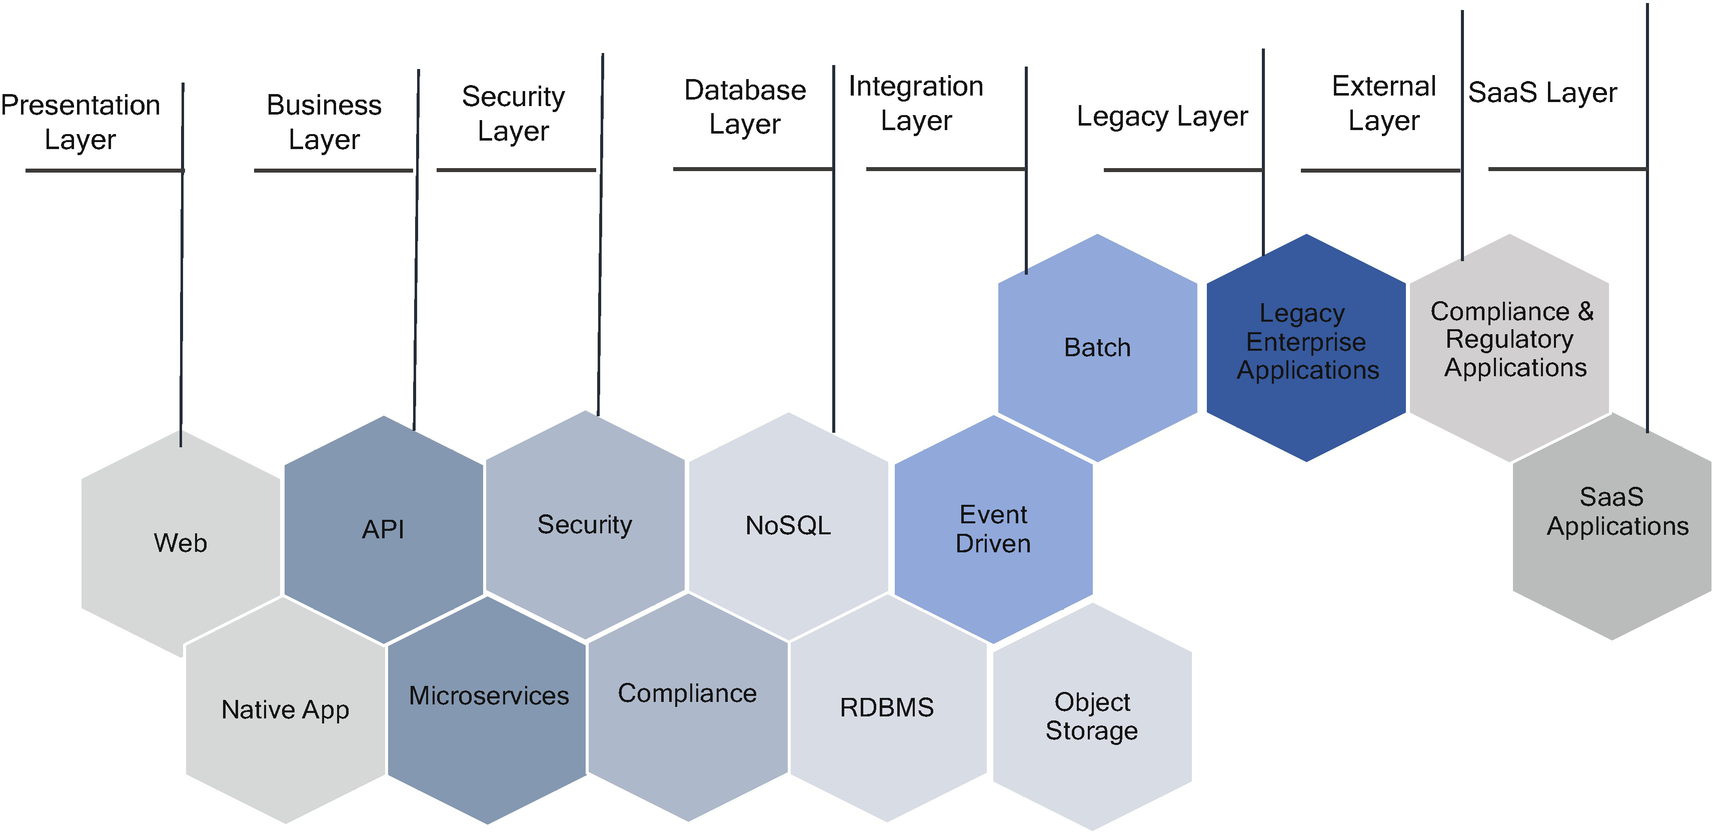 Presentation
Layer
Business
Layer
Security
Layer
Database
Layer
Integration
Layer
Legacy Layer
External
Layer
SaaS Layer
Batch
Legacy
Enterprise
Applications
Compliance &
Regulatory
Applications
Web
API
Security
NoSQL
Event
Driven
SaaS
Applications
Native App
Microservices
Compliance
RDBMS
Object
Storage